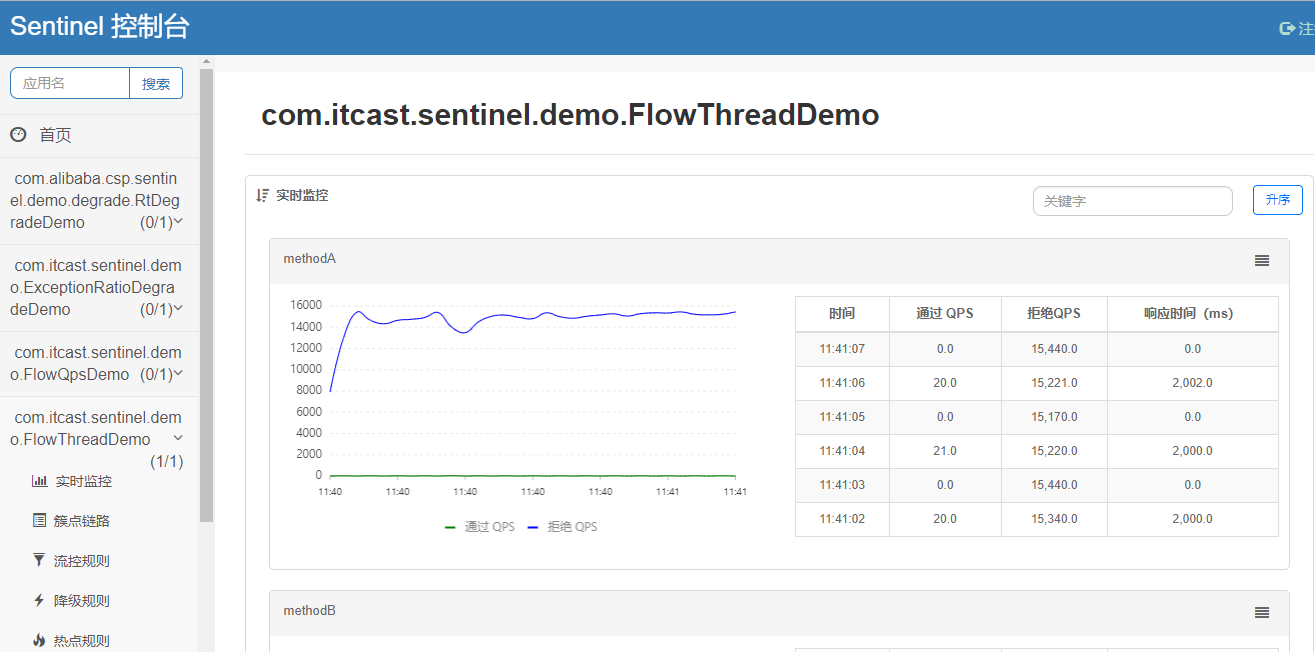 Sentinel 控制台
注
应用名
搜索
首页
com.alibaba.csp.sentin
el.demo.degrade.RtDeg
radeDemo (0/1)
com.itcast.sentinel.dem
o.ExceptionRatioDegra
deDemo (0/1)
com.itcast.sentinel.dem
o.FlowQpsDemo (0/1)
com.itcast.sentinel.dem
o.FlowThreadDemo
(1/1)
实时监控
簇点链路
流控规则
降级规则
热点规则
com.itcast.sentinel.demo.FlowThreadDemo
实时监控
关键字
升序
methodA
16000
14000
12000
10000
8000
6000
4000
2000
0
11:40 11:40 11:40 11:40 11:40 11:41 11:41
通过 QPS 拒绝 QPS
时间 通过 QPS 拒绝QPS 响应时间（ms）
11:41:07 0.0 15,440.0 0.0
11:41:06 20.0 15,221.0 2,002.0
11:41:05 0.0 15,170.0 0.0
11:41:04 21.0 15,220.0 2,000.0
11:41:03 0.0 15,440.0 0.0
11:41:02 20.0 15,340.0 2,000.0
methodB